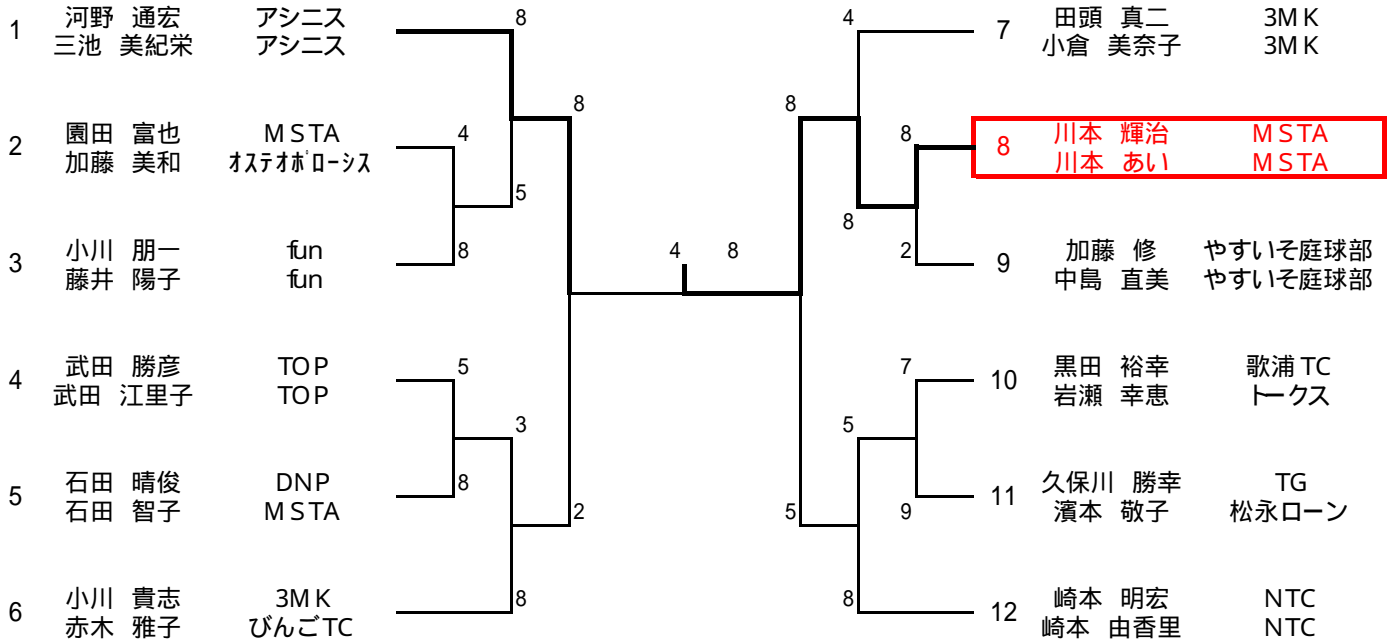 1 河野 通宏 アシニス
三池 美紀栄 アシニス
8
8
2 園田 富也 MSTA
加藤 美和 オステオポローシス
4
5
3 小川 朋一 fun
藤井 陽子 fun
8
4 8
4 武田 勝彦 TOP
武田 江里子 TOP
5
3
5 石田 晴俊 DNP
石田 智子 MSTA
8
2
6 小川 貴志 3MK
赤木 雅子 びんごTC
8
4
7 田頭 真二 3MK
小倉 美奈子 3MK
8
8
8 川本 輝治 MSTA
川本 あい MSTA
8
2
9 加藤 修 やすいそ庭球部
中島 直美 やすいそ庭球部
7
10 黒田 裕幸 歌浦TC
岩瀬 幸恵 トークス
5
5
9
11 久保川 勝幸 TG
濱本 敬子 松永ローン
8
12 崎本 明宏 NTC
崎本 由香里 NTC